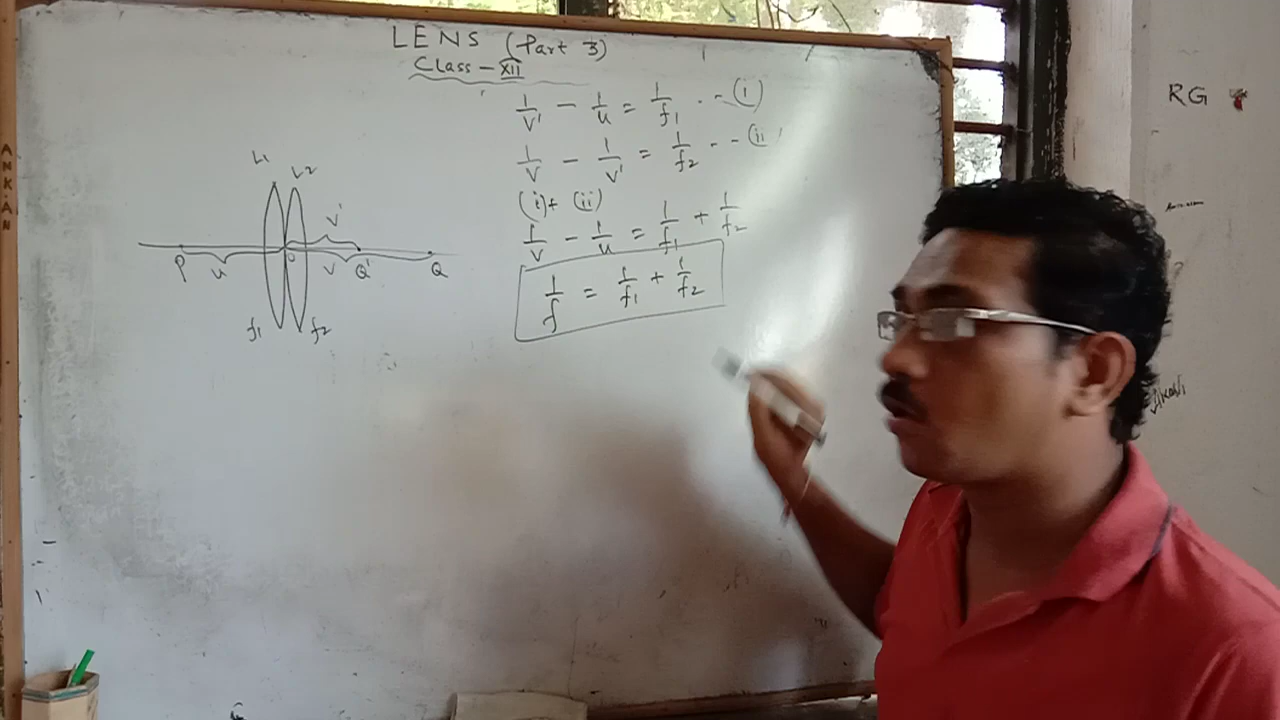 LENS (Part 3)
Class - XII
1/v' - 1/u = 1/f1 . - - (i)
1/v - 1/v' = 1/f2 - - - (ii)
(i) + (ii)
1/v - 1/u = 1/f1 + 1/f2
1/f = 1/f1 + 1/f2
L1 L2
v'
P u O v Q' Q
f1 f2
ANKAN
RG